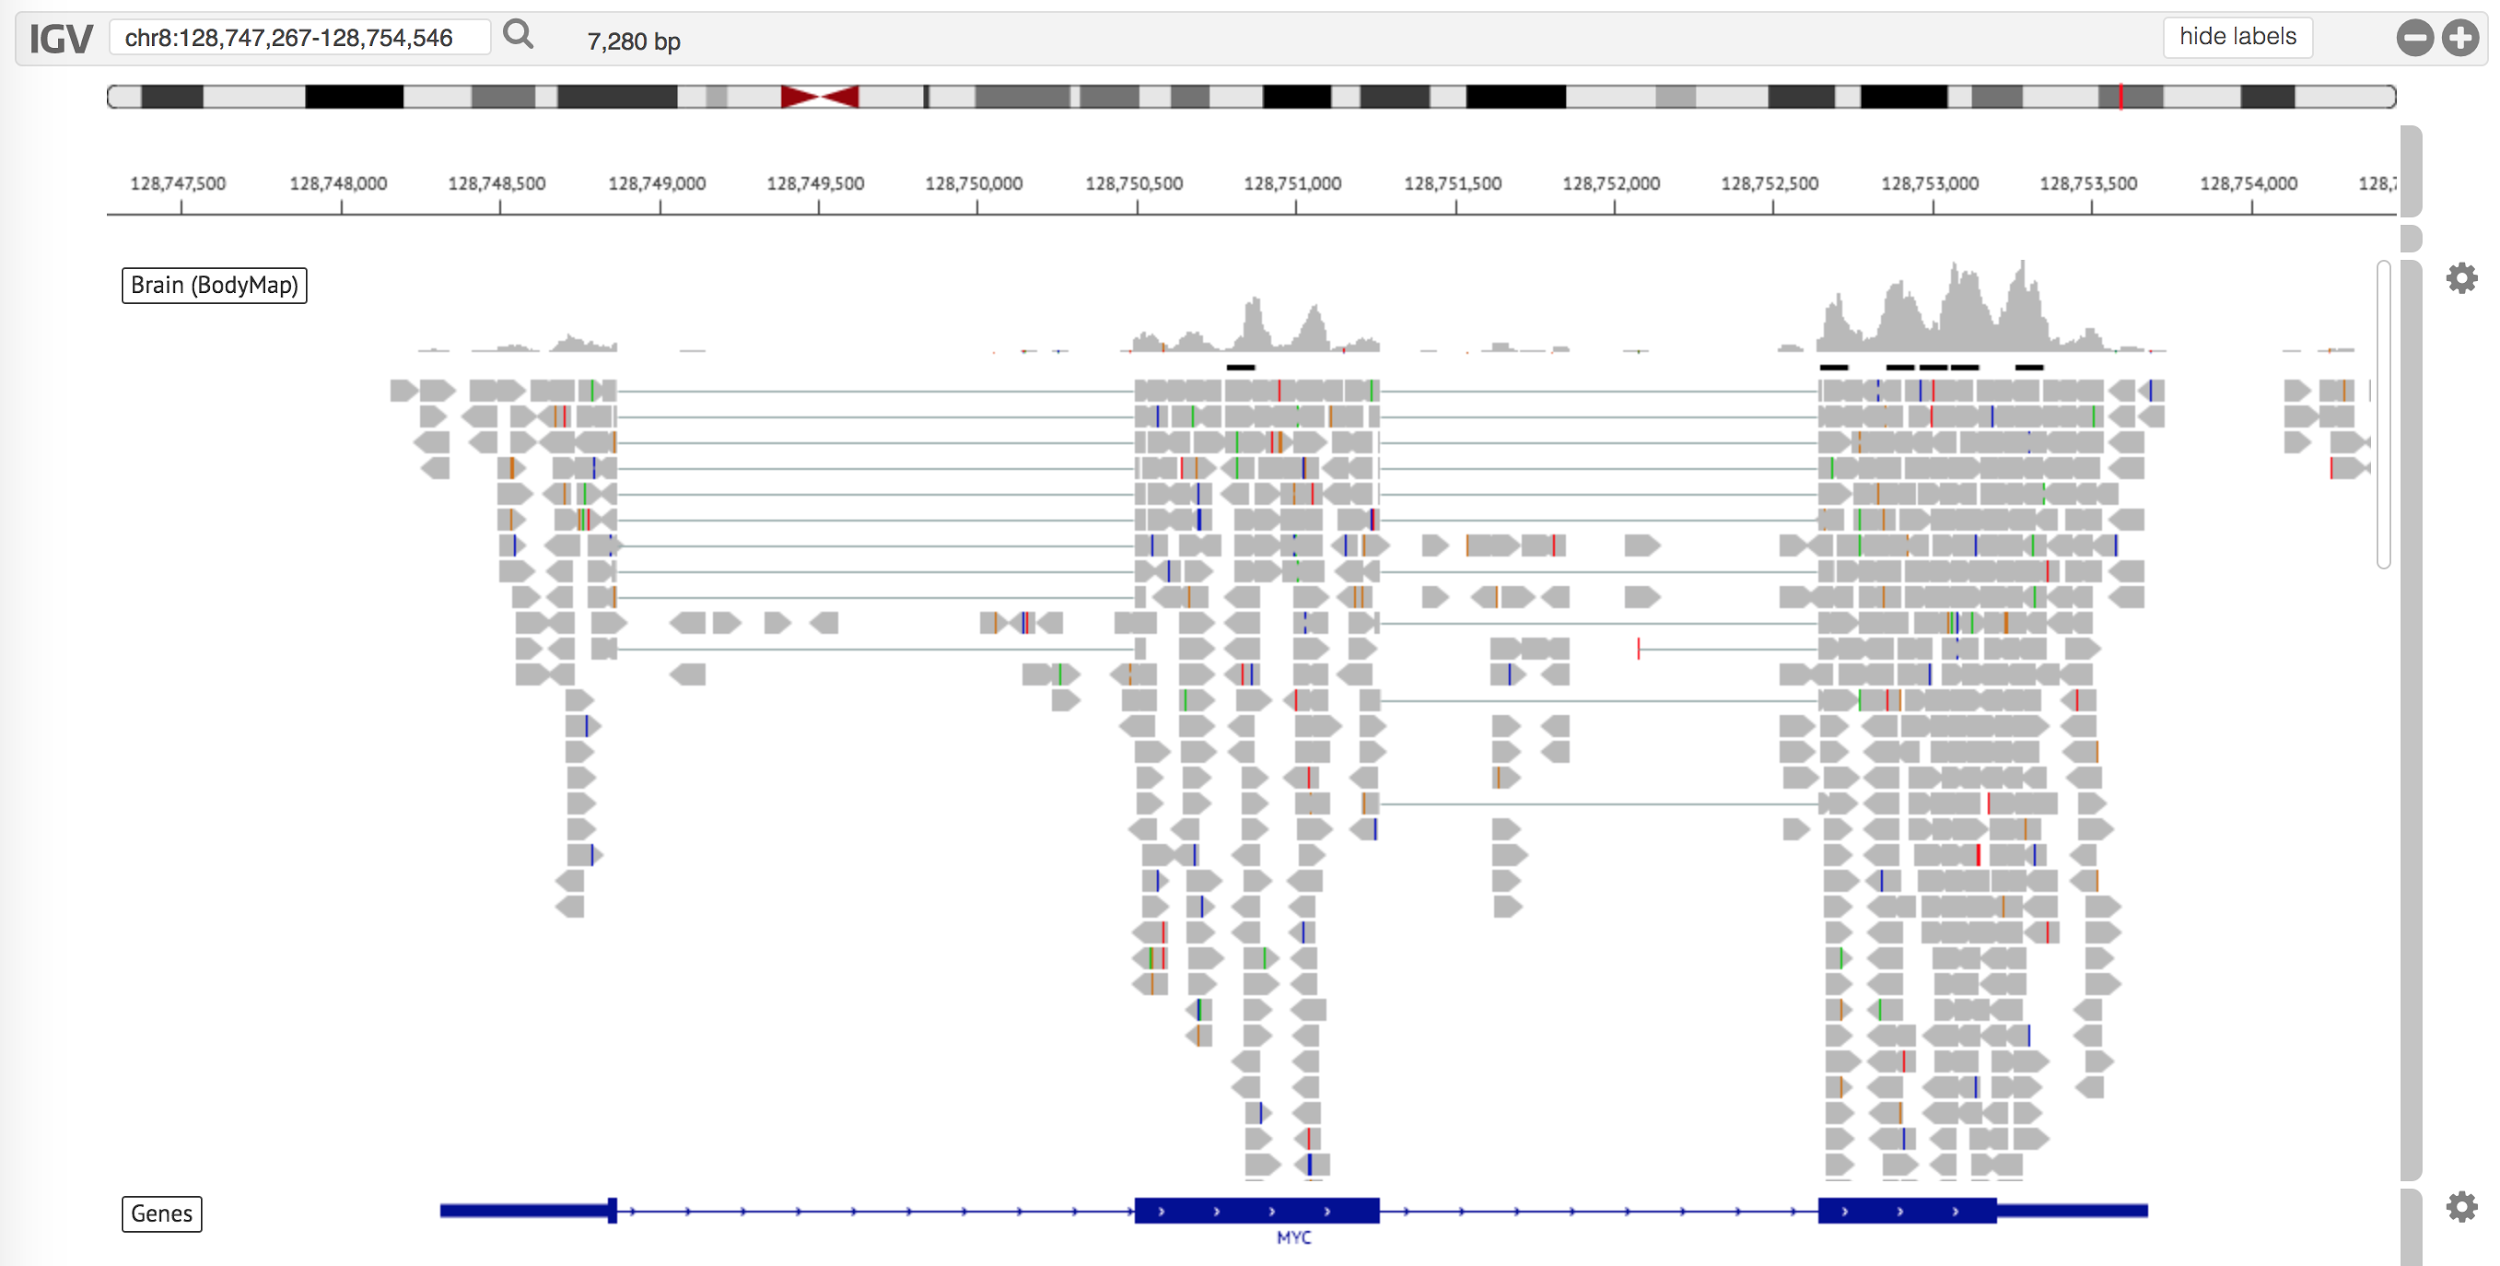 IGV chr8:128,747,267-128,754,546 7,280 bp hide labels
128,747,500 128,748,000 128,748,500 128,749,000 128,749,500 128,750,000 128,750,500 128,751,000 128,751,500 128,752,000 128,752,500 128,753,000 128,753,500 128,754,000 128,7
Brain (BodyMap)
Genes
MYC